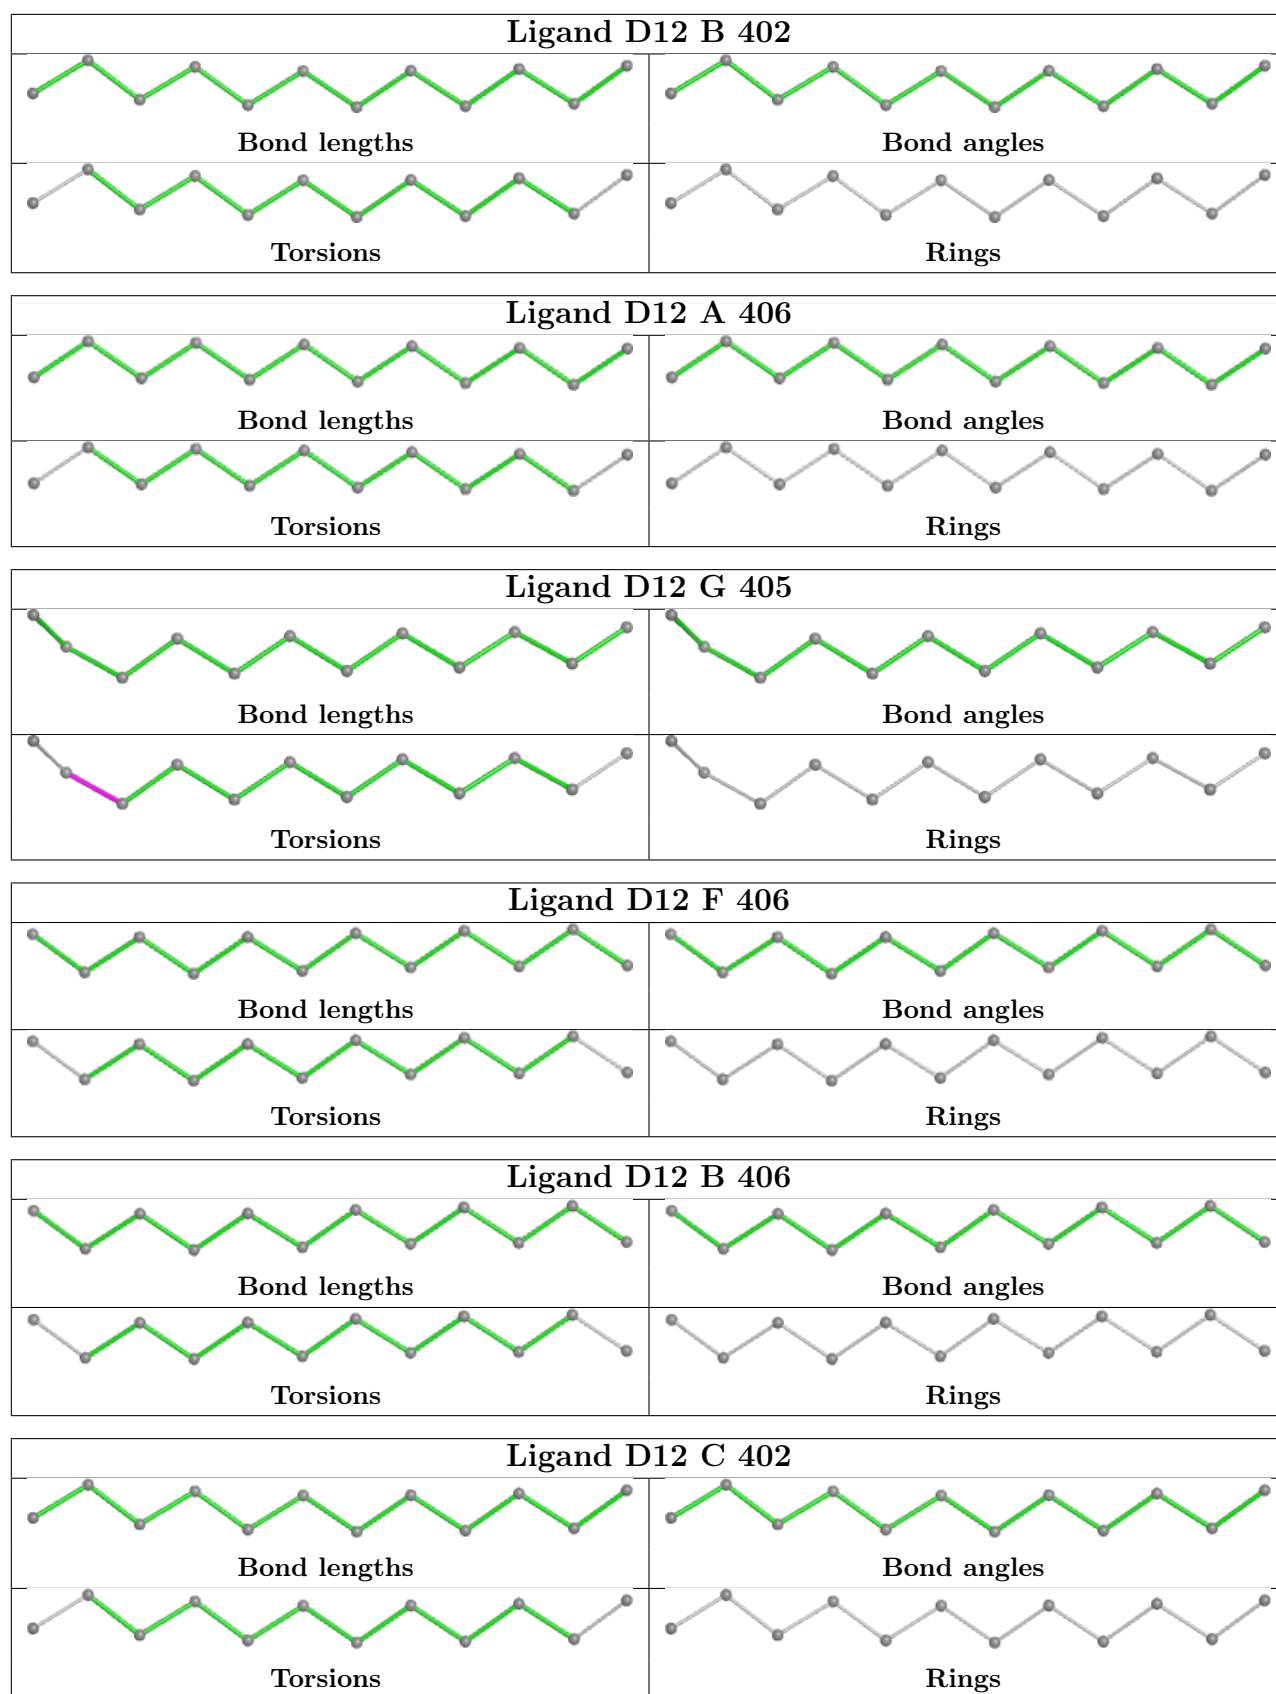 Ligand D12 B 402
Bond lengths Bond angles
Torsions Rings
Ligand D12 A 406
Bond lengths Bond angles
Torsions Rings
Ligand D12 G 405
Bond lengths Bond angles
Torsions Rings
Ligand D12 F 406
Bond lengths Bond angles
Torsions Rings
Ligand D12 B 406
Bond lengths Bond angles
Torsions Rings
Ligand D12 C 402
Bond lengths Bond angles
Torsions Rings